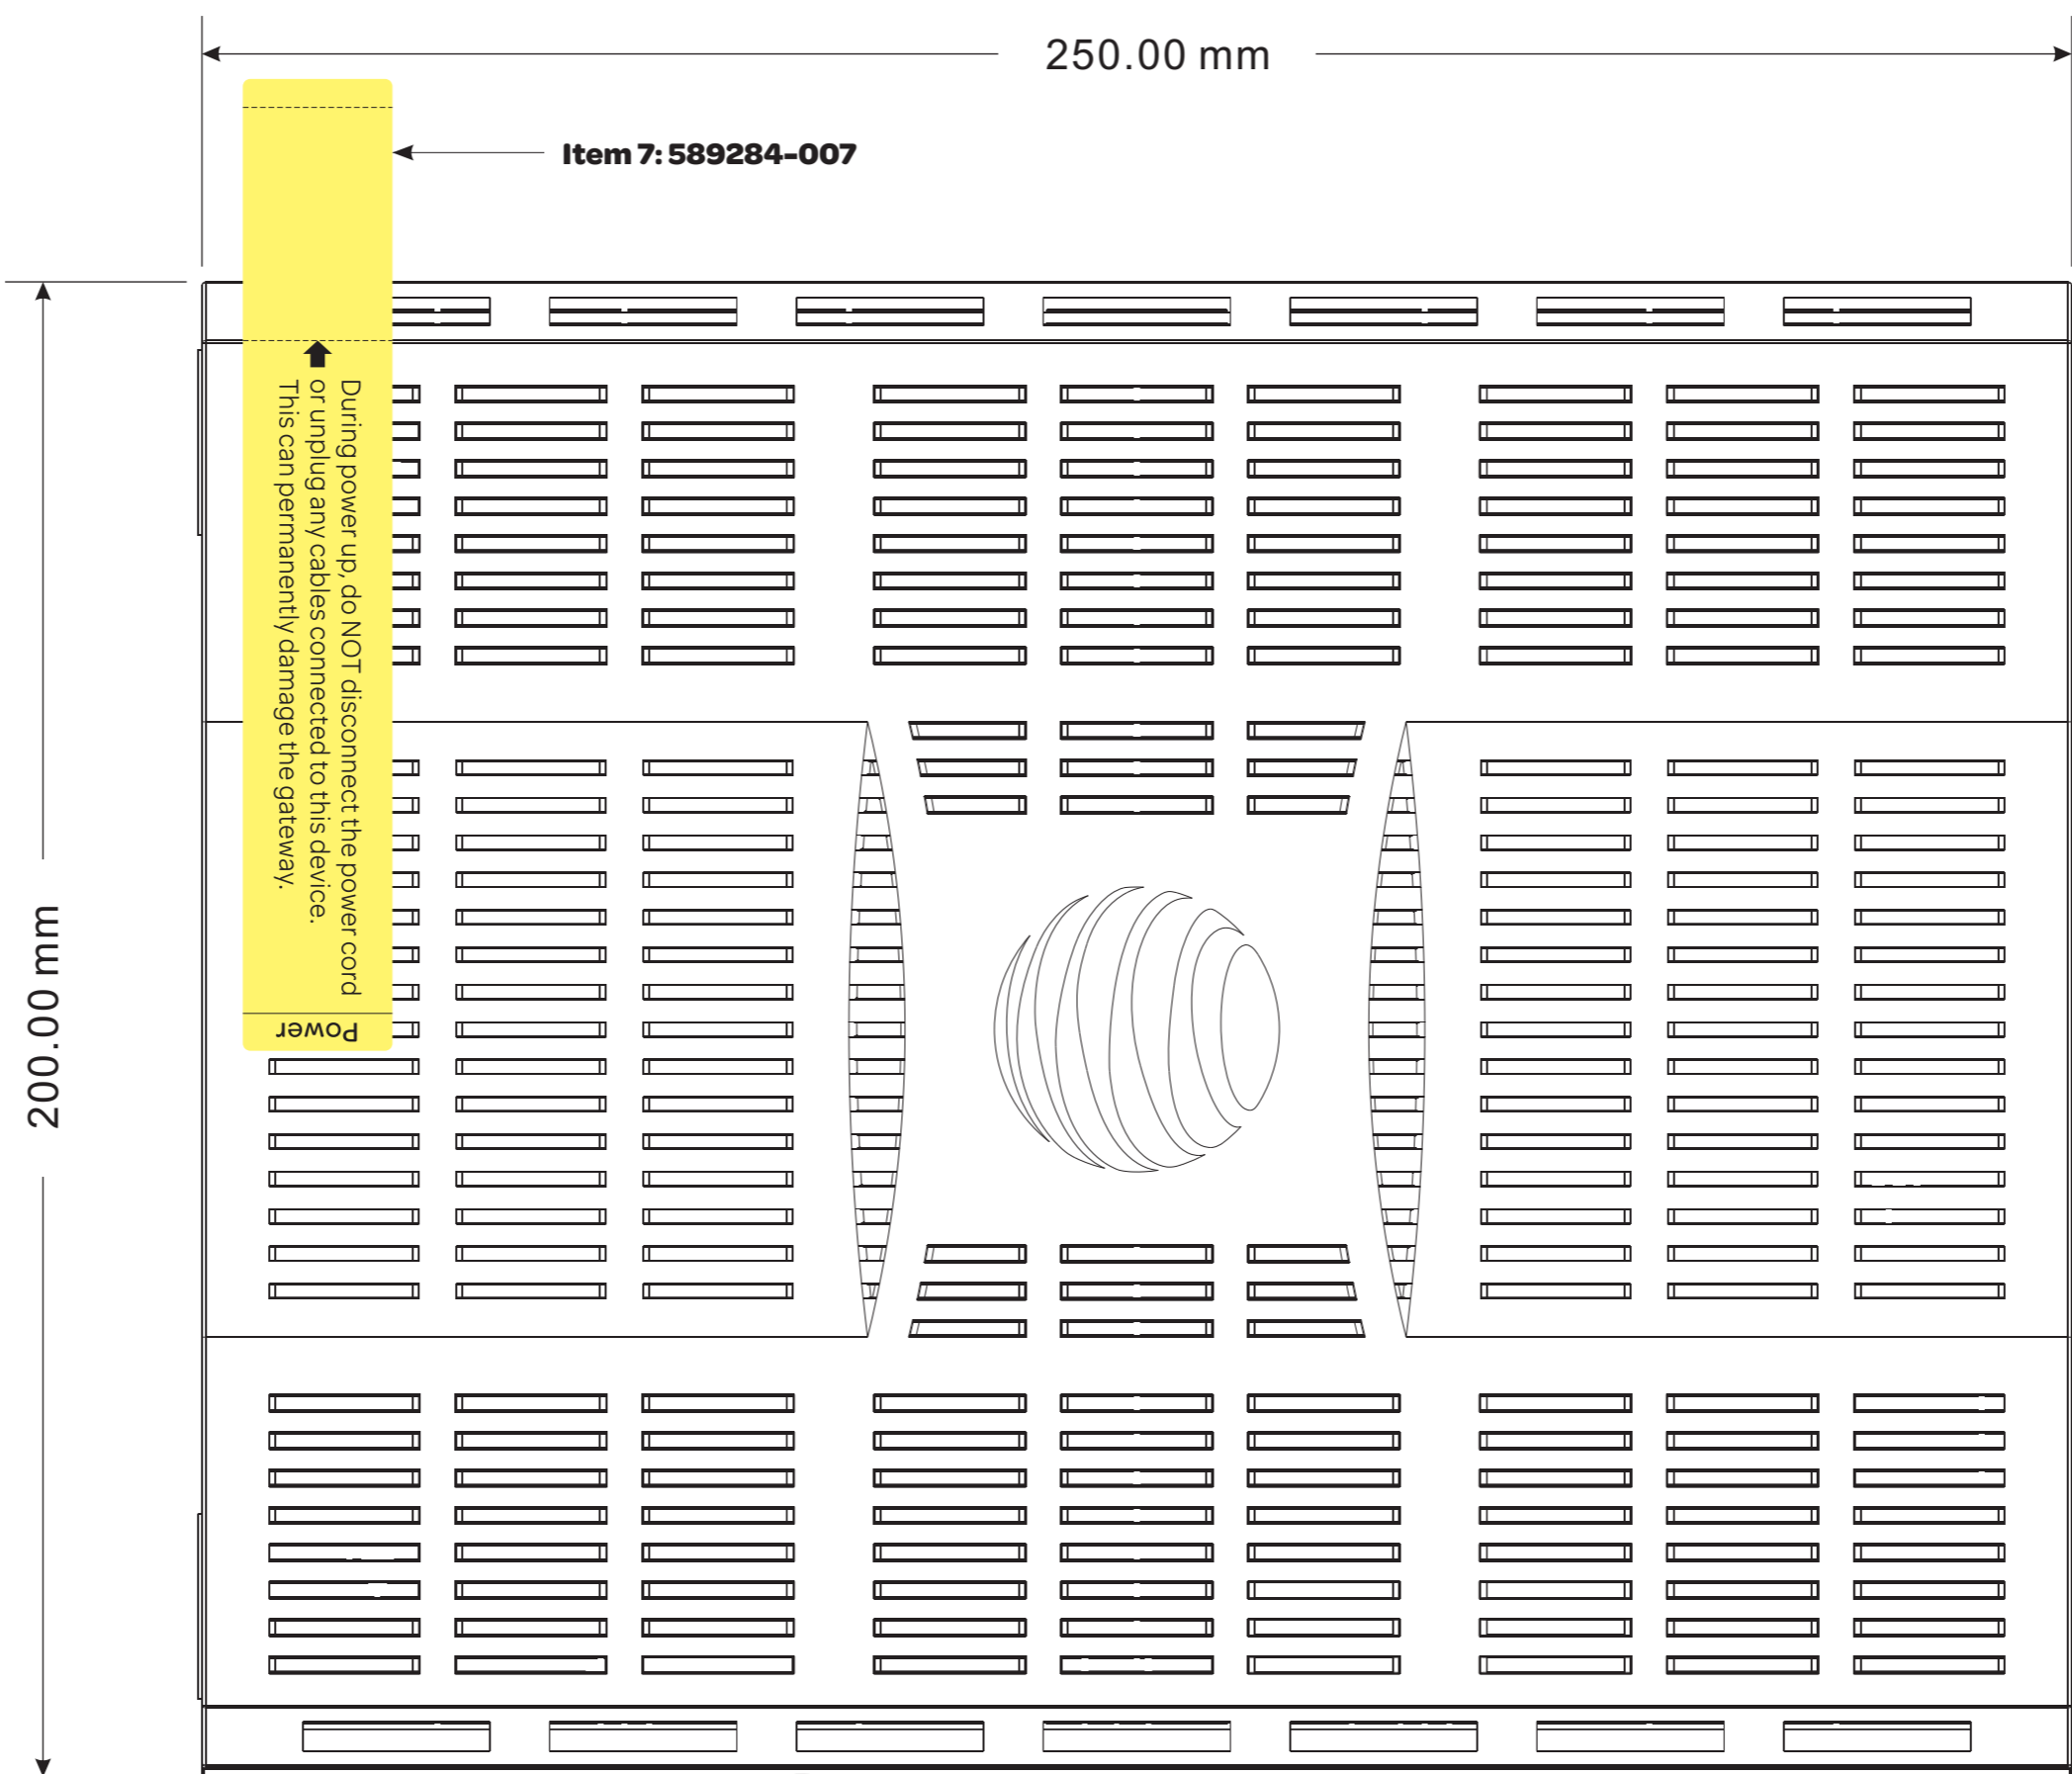 250.00 mm
Item 7: 589284-007
During power up, do NOT disconnect the power cord
or unplug any cables connected to this device.
This can permanently damage the gateway.
Power
200.00 mm